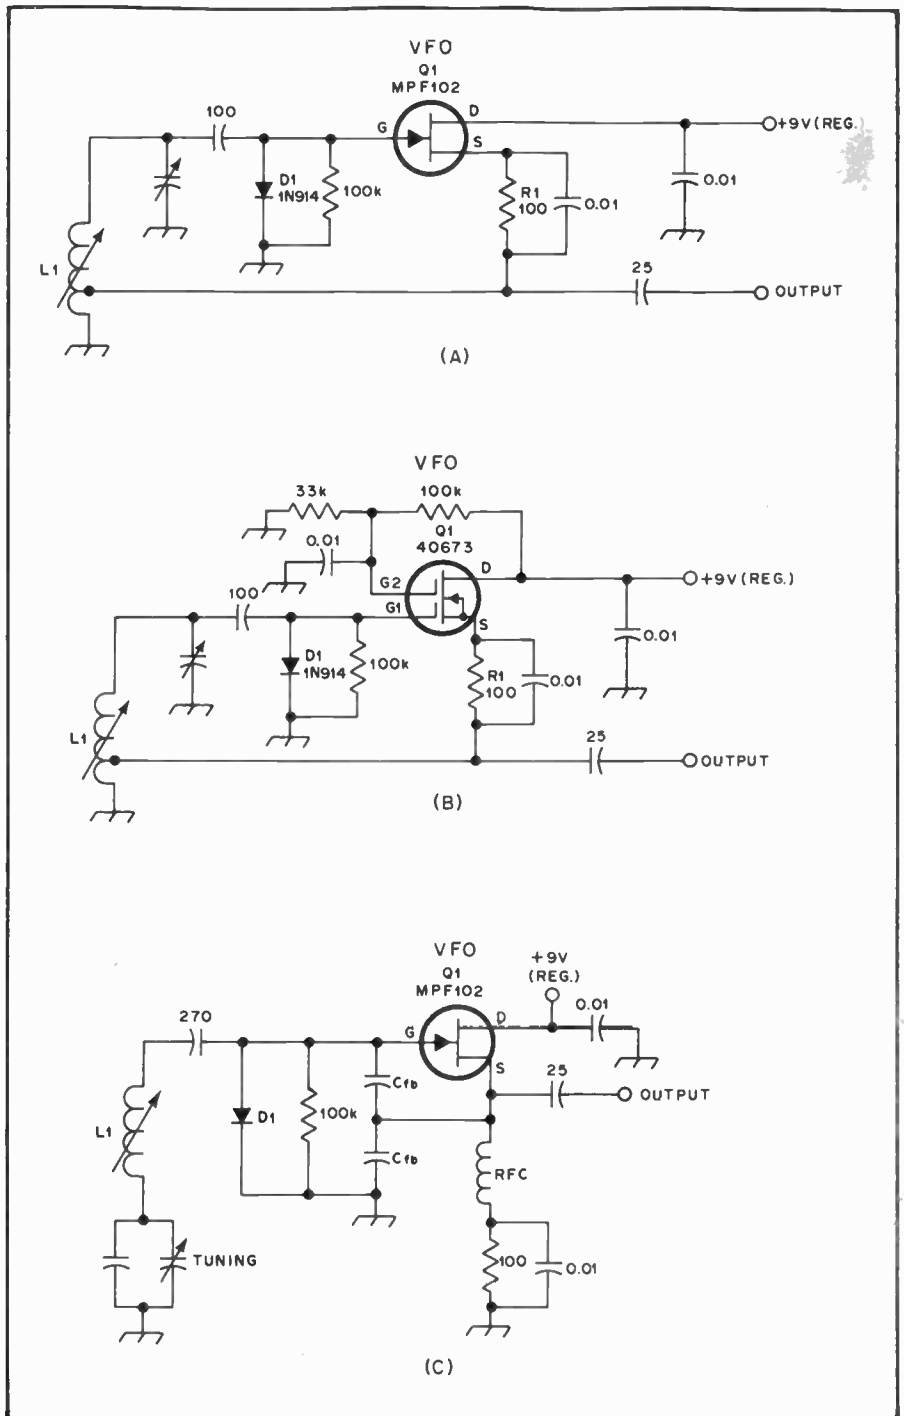 VFO
Q1
MPF102
100
G
D
S
+9V(REG.
D1
1N914
100k
R1
100
0.01
0.01
L1
25
OUTPUT
(A)
VFO
33k
100k
Q1
40673
0.01
G2
D
+9V(REG.)
100
G1
S
0.01
D1
1N914
100k
R1
100
0.01
L1
25
OUTPUT
(B)
VFO
Q1
MPF102
+9V
(REG.)
0.01
270
G
D
S
25
OUTPUT
Cfb
L1
D1
100k
Cfb
RFC
TUNING
100
0.01
(C)